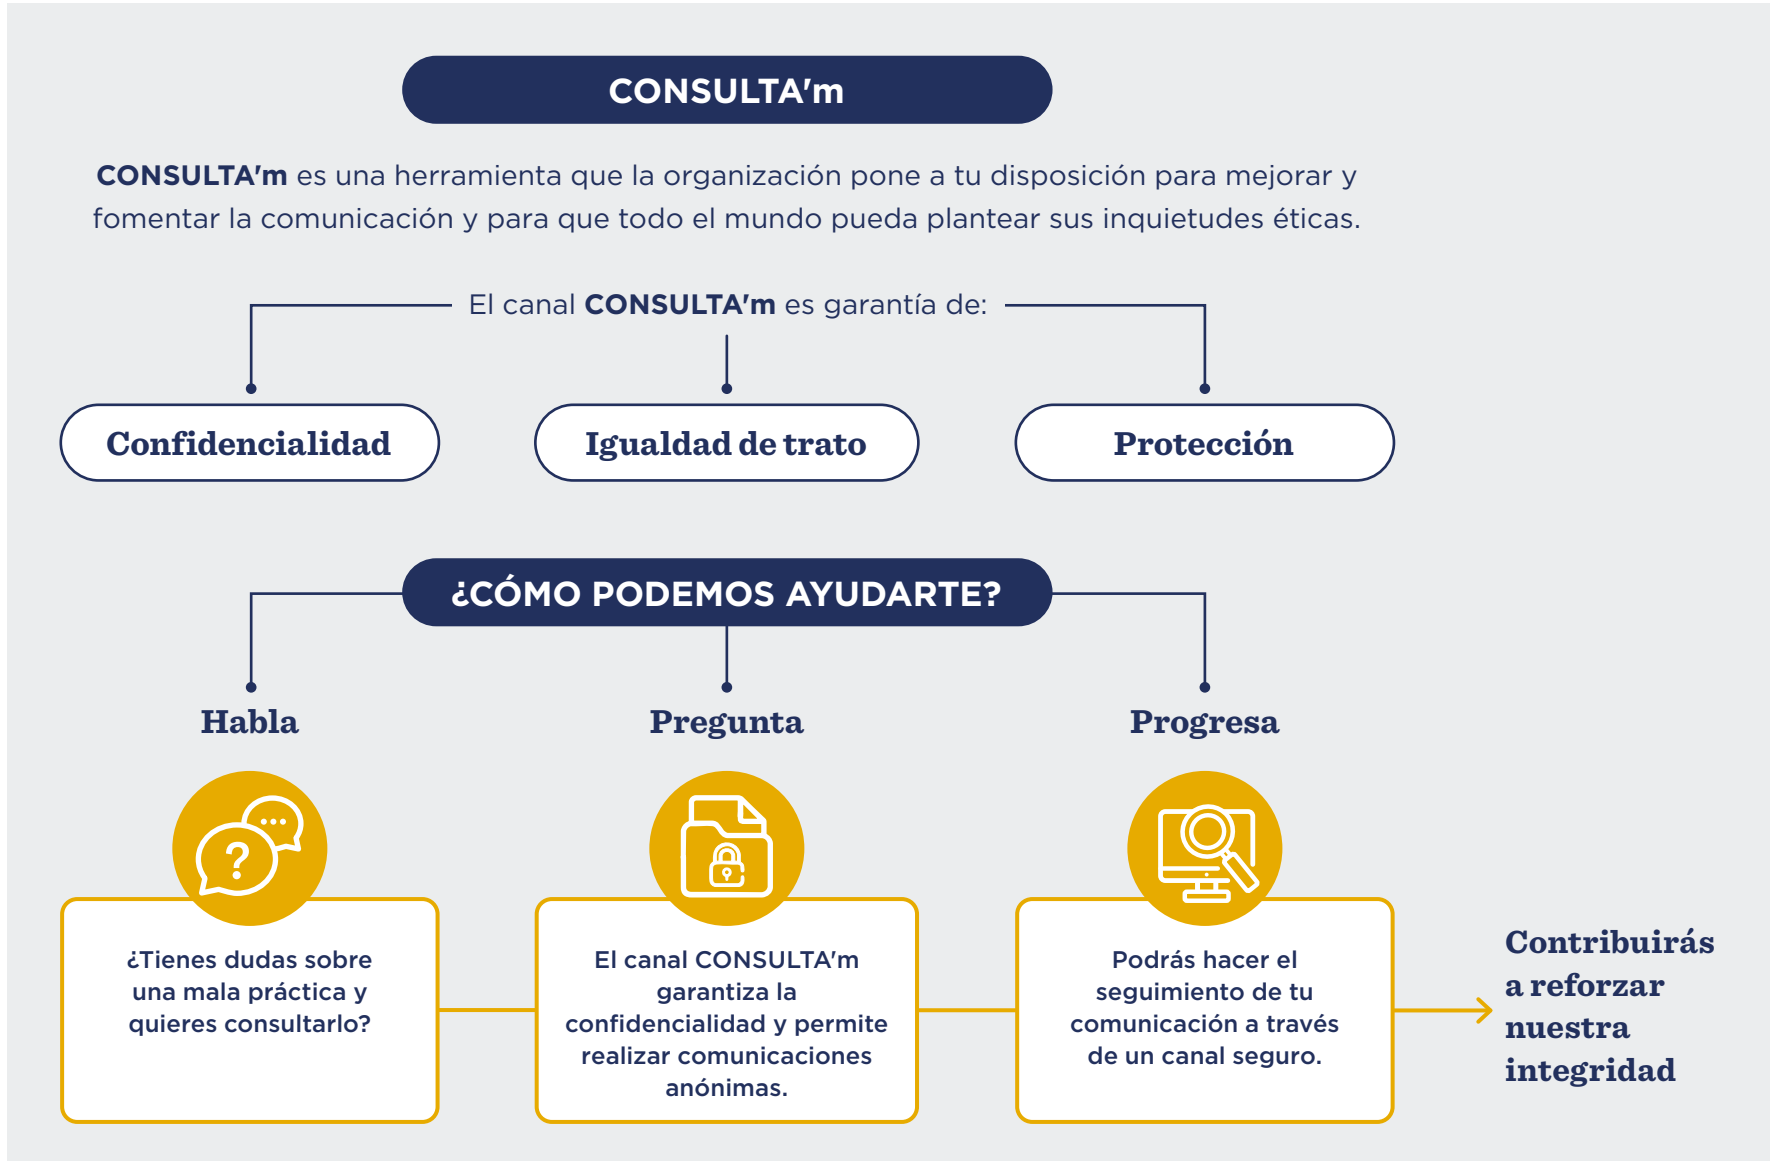 CONSULTA'm
CONSULTA'm es una herramienta que la organización pone a tu disposición para mejorar y
fomentar la comunicación y para que todo el mundo pueda plantear sus inquietudes éticas.
El canal CONSULTA'm es garantía de:
Confidencialidad
Igualdad de trato
Protección
¿CÓMO PODEMOS AYUDARTE?
Habla
Pregunta
Progresa
¿Tienes dudas sobre
una mala práctica y
quieres consultarlo?
El canal CONSULTA'm
garantiza la
confidencialidad y permite
realizar comunicaciones
anónimas.
Podrás hacer el
seguimiento de tu
comunicación a través
de un canal seguro.
Contribuirás
a reforzar
nuestra
integridad